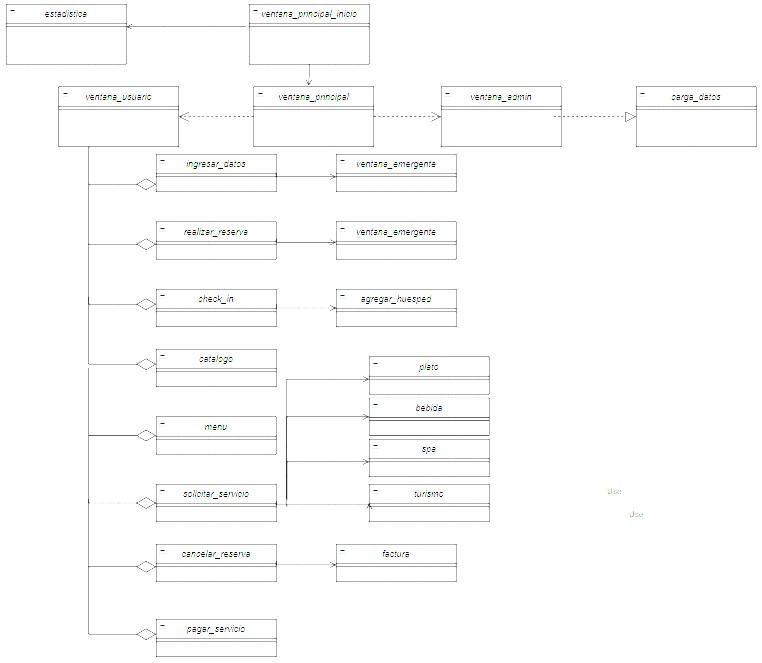 estadistica
ventana_principal_inicio
ventana_usuario
ventana_principal
ventana_admin
carga_datos
ingresar_datos
ventana_emergente
realizar_reserva
ventana_emergente
check_in
agregar_huesped
catalogo
plato
bebida
menu
spa
solicitar_servicio
turismo
Use
Use
cancelar_reserva
factura
pagar_servicio